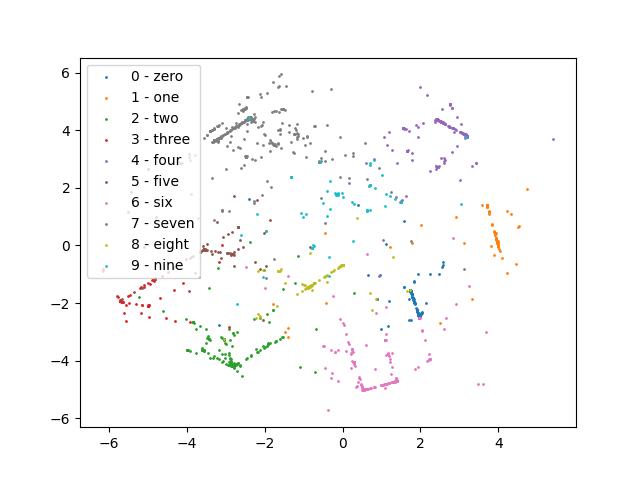 0 - zero
1 - one
2 - two
3 - three
4 - four
5 - five
6 - six
7 - seven
8 - eight
9 - nine
6
4
2
0
−2
−4
−6
−6 −4 −2 0 2 4